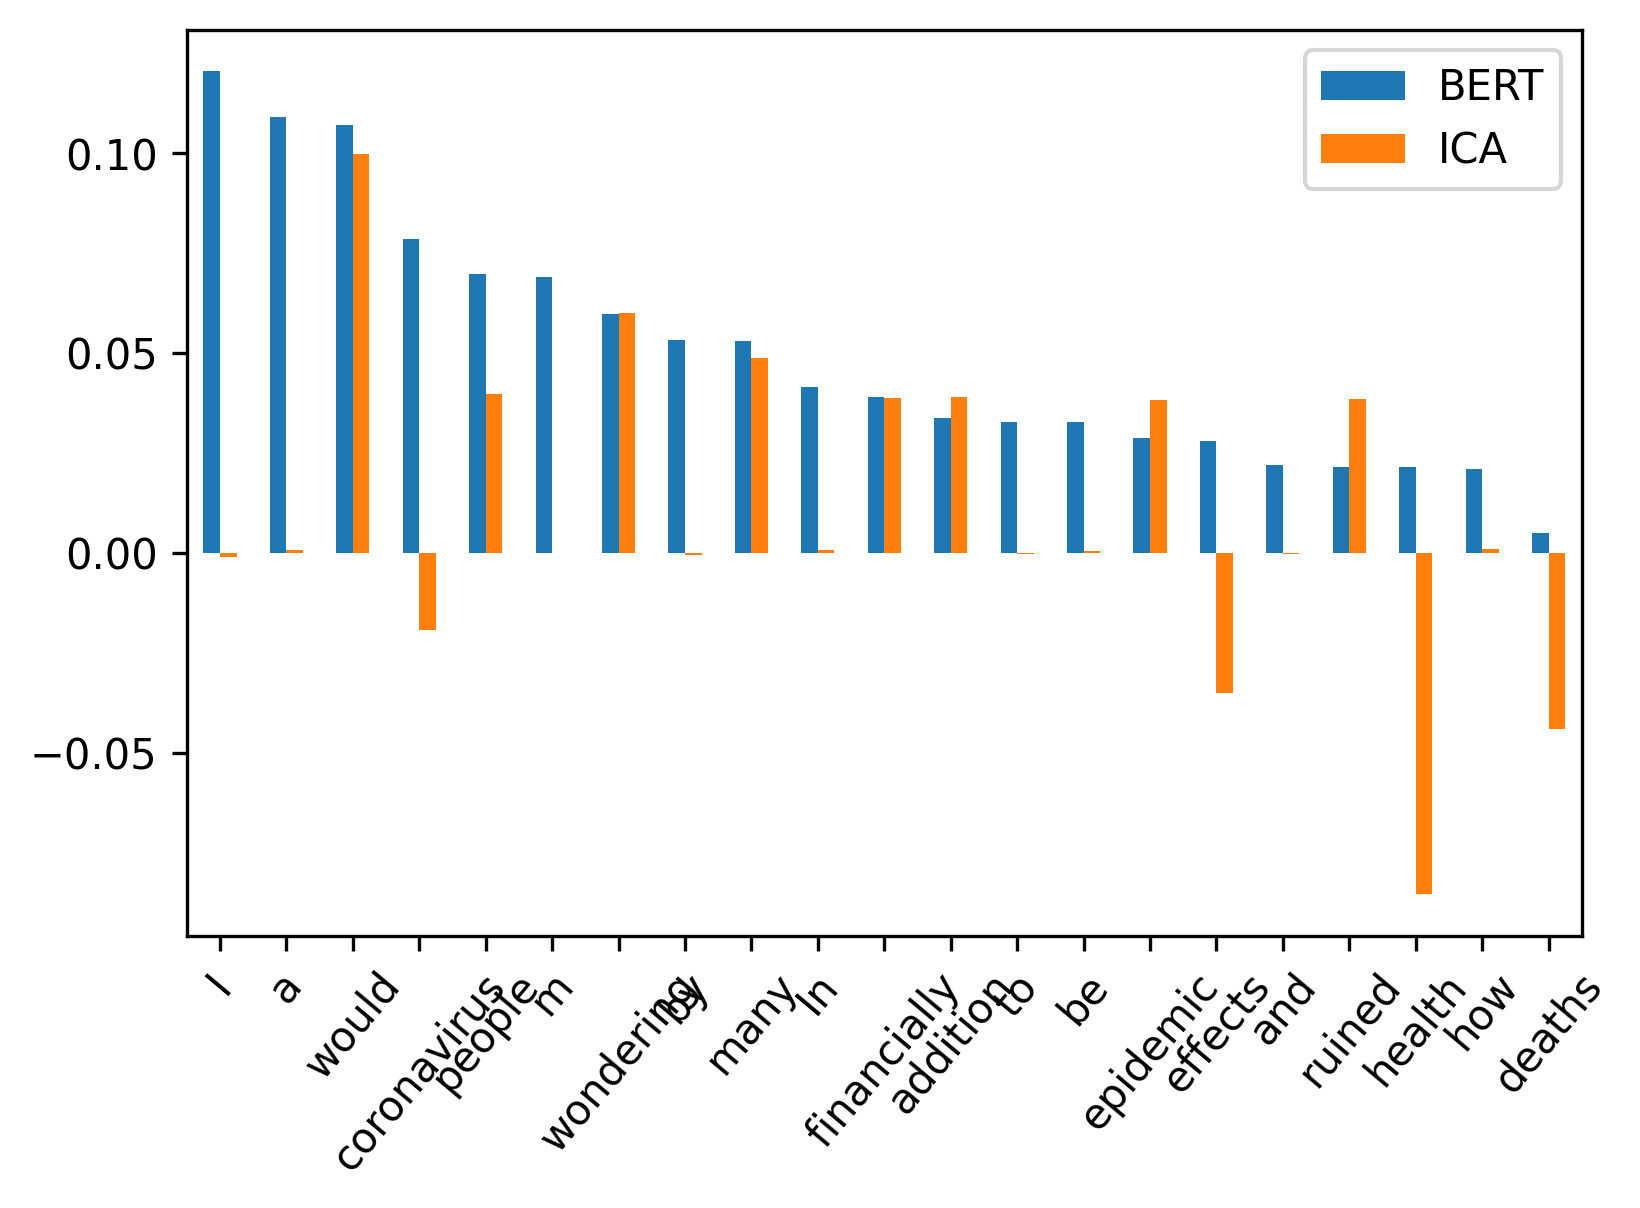 BERT
ICA
0.10
0.05
0.00
−0.05
I
a
would
coronavirus
people
m
wondering
by
many
In
financially
addition
to
be
epidemic
effects
and
ruined
health
how
deaths